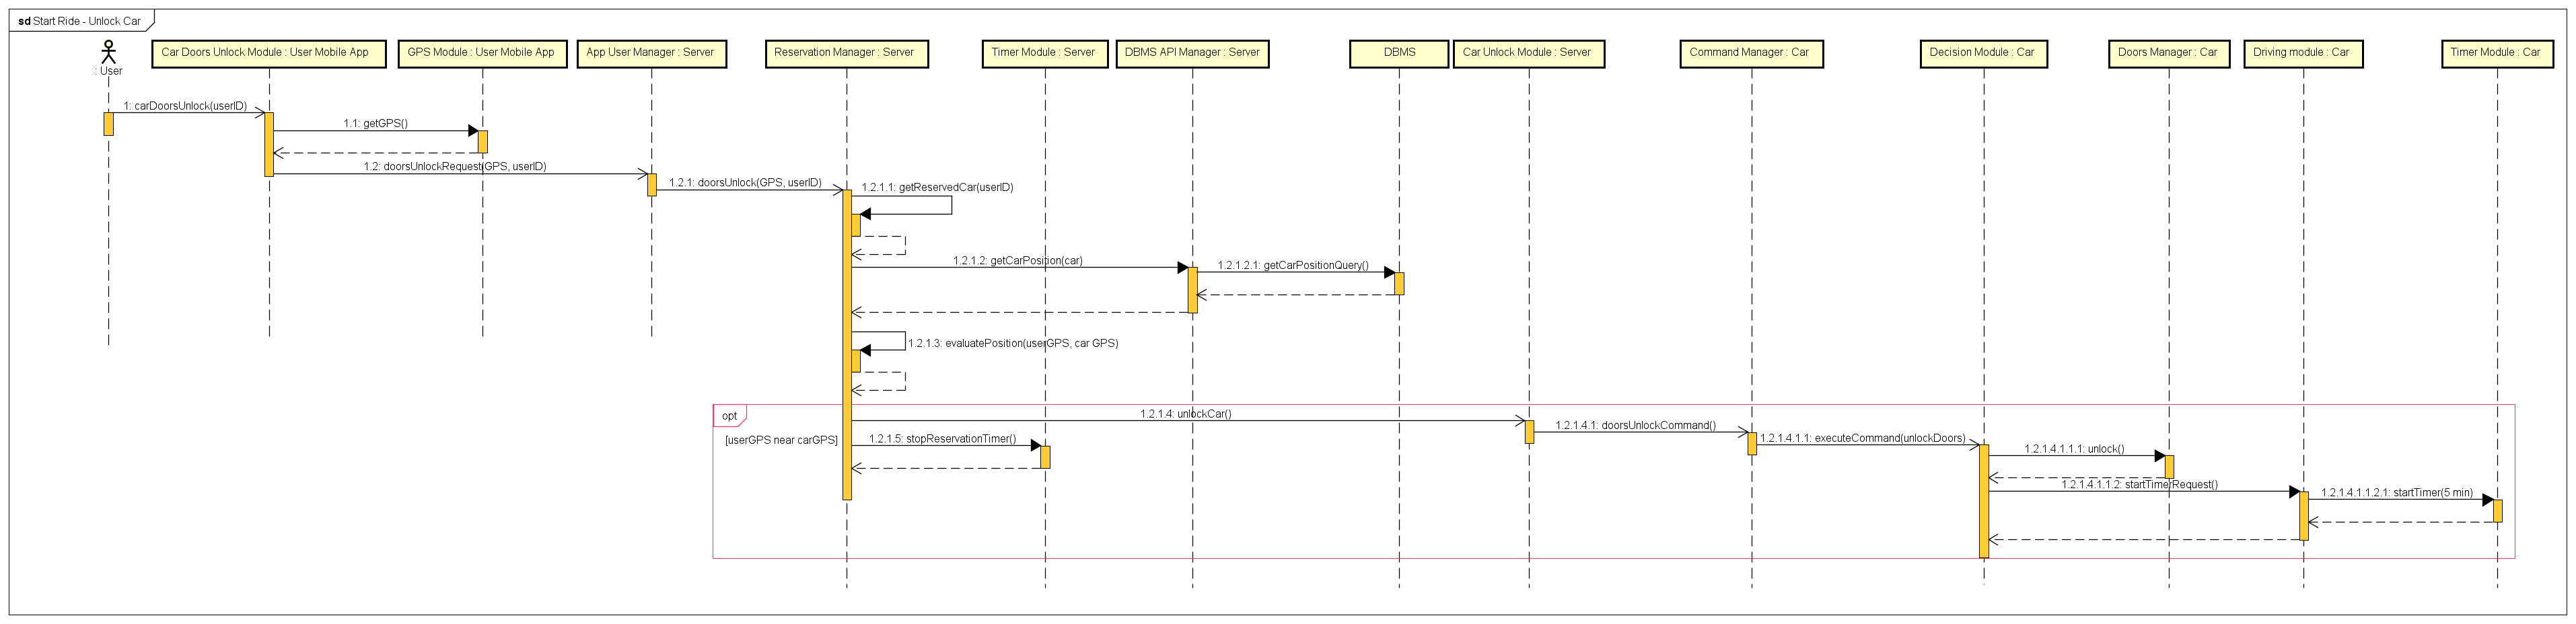 sd Start Ride - Unlock Car
: User
Car Doors Unlock Module : User Mobile App
GPS Module : User Mobile App
App User Manager : Server
Reservation Manager : Server
Timer Module : Server
DBMS API Manager : Server
DBMS
Car Unlock Module : Server
Command Manager : Car
Decision Module : Car
Doors Manager : Car
Driving module : Car
Timer Module : Car
1: carDoorsUnlock(userID)
1.1: getGPS()
1.2: doorsUnlockRequest(GPS, userID)
1.2.1: doorsUnlock(GPS, userID)
1.2.1.1: getReservedCar(userID)
1.2.1.2: getCarPosition(car)
1.2.1.2.1: getCarPositionQuery()
1.2.1.3: evaluatePosition(userGPS, car GPS)
opt
[userGPS near carGPS]
1.2.1.4: unlockCar()
1.2.1.4.1: doorsUnlockCommand()
1.2.1.5: stopReservationTimer()
1.2.1.4.1.1: executeCommand(unlockDoors)
1.2.1.4.1.1.1: unlock()
1.2.1.4.1.1.2: startTimerRequest()
1.2.1.4.1.1.2.1: startTimer(5 min)